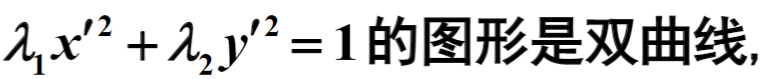 λ₁x′² + λ₂y′² = 1的图形是双曲线,